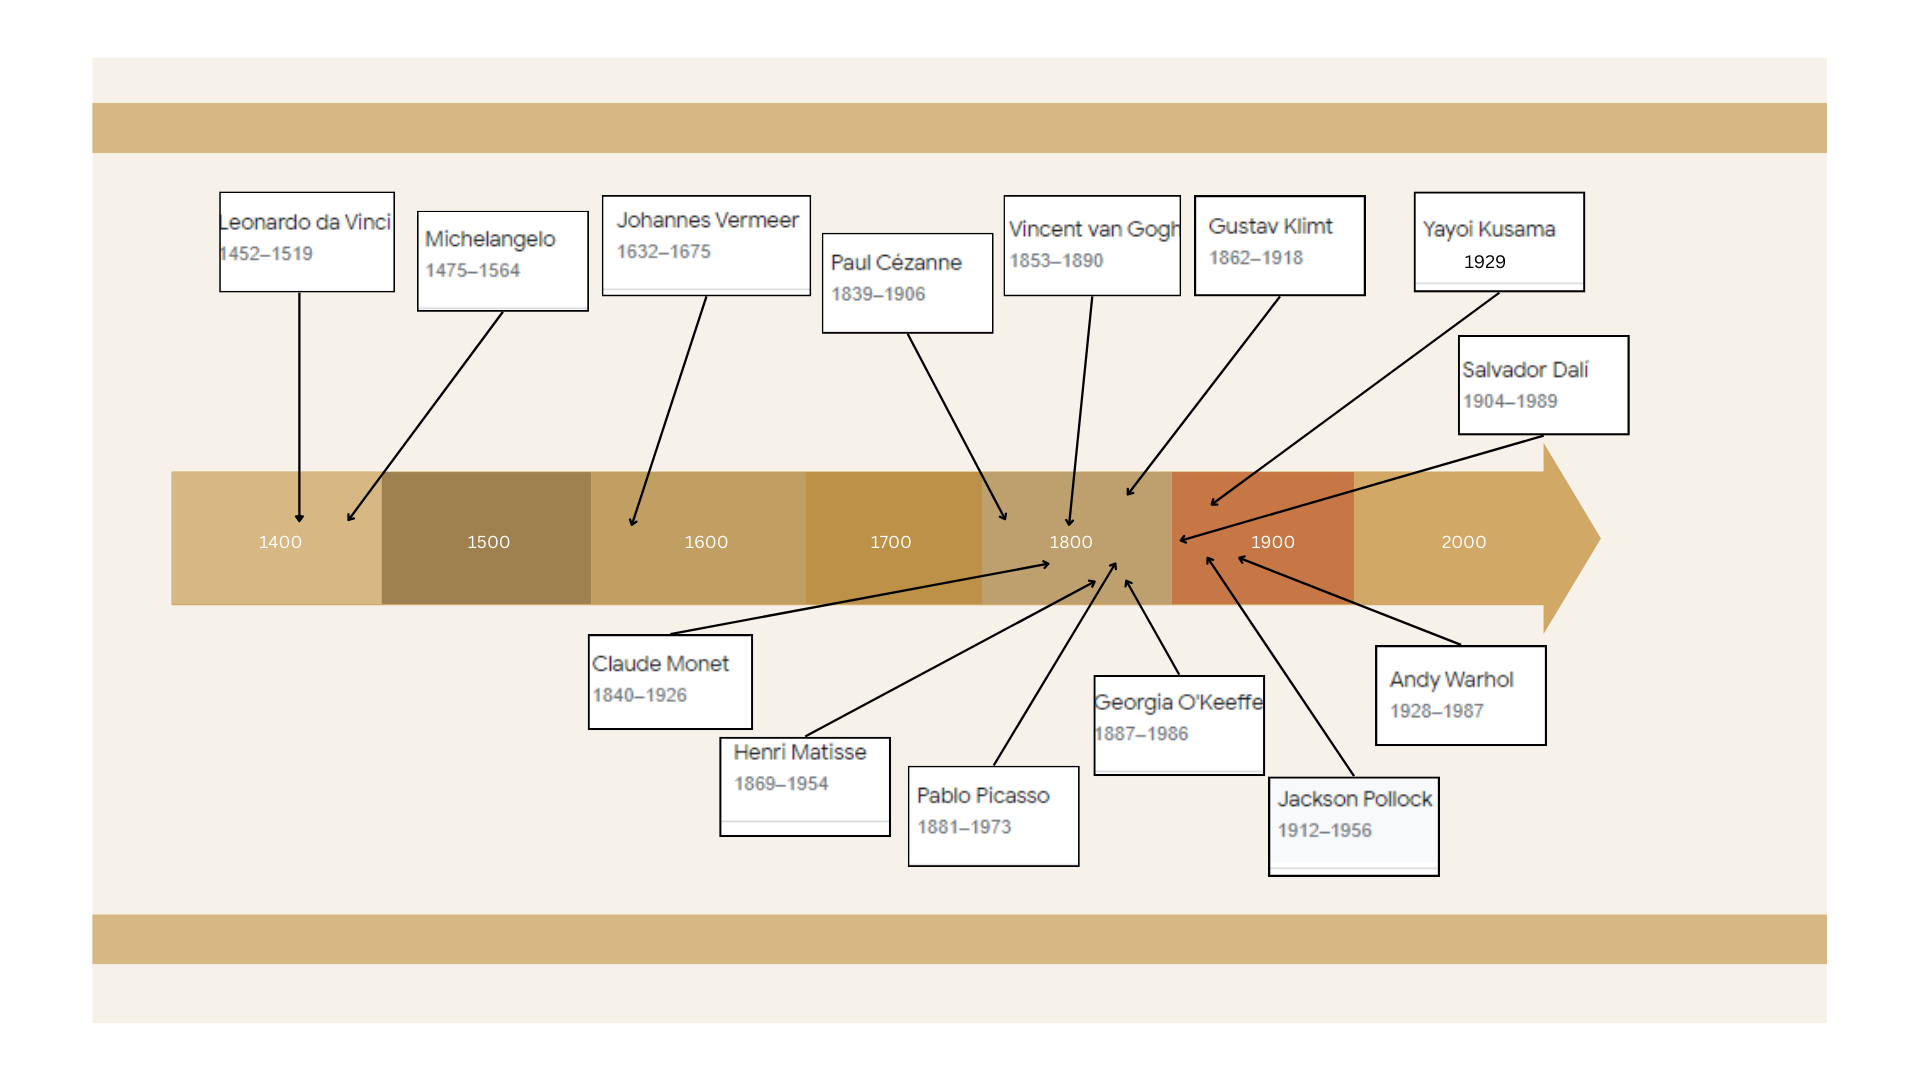 Leonardo da Vinci
1452–1519
Michelangelo
1475–1564
Johannes Vermeer
1632–1675
Paul Cézanne
1839–1906
Vincent van Gogh
1853–1890
Gustav Klimt
1862–1918
Yayoi Kusama
1929
Salvador Dalí
1904–1989
1400
1500
1600
1700
1800
1900
2000
Claude Monet
1840–1926
Henri Matisse
1869–1954
Pablo Picasso
1881–1973
Georgia O'Keeffe
1887–1986
Jackson Pollock
1912–1956
Andy Warhol
1928–1987